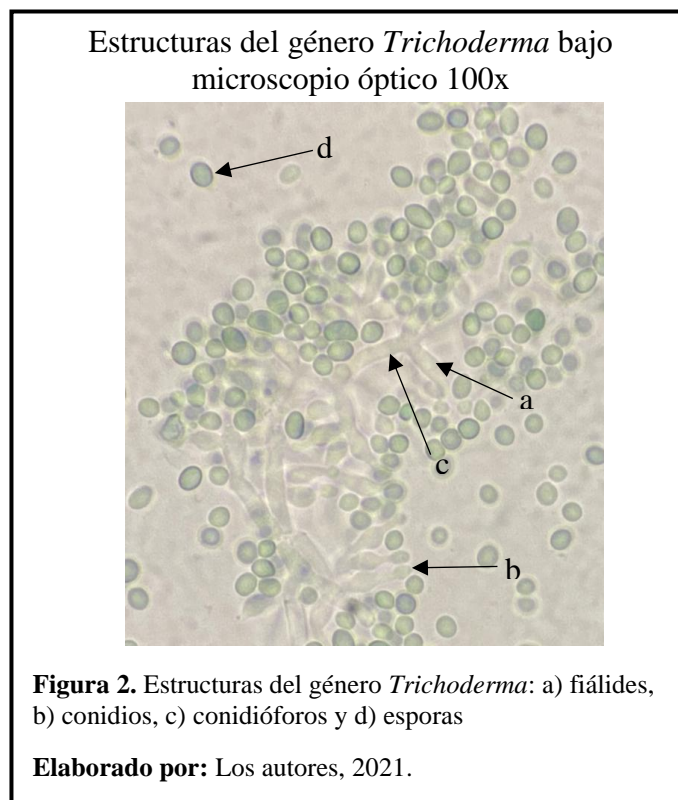 Estructuras del género Trichoderma bajo
microscopio óptico 100x
d
a
c
b
Figura 2. Estructuras del género Trichoderma: a) fiálides,
b) conidios, c) conidióforos y d) esporas
Elaborado por: Los autores, 2021.